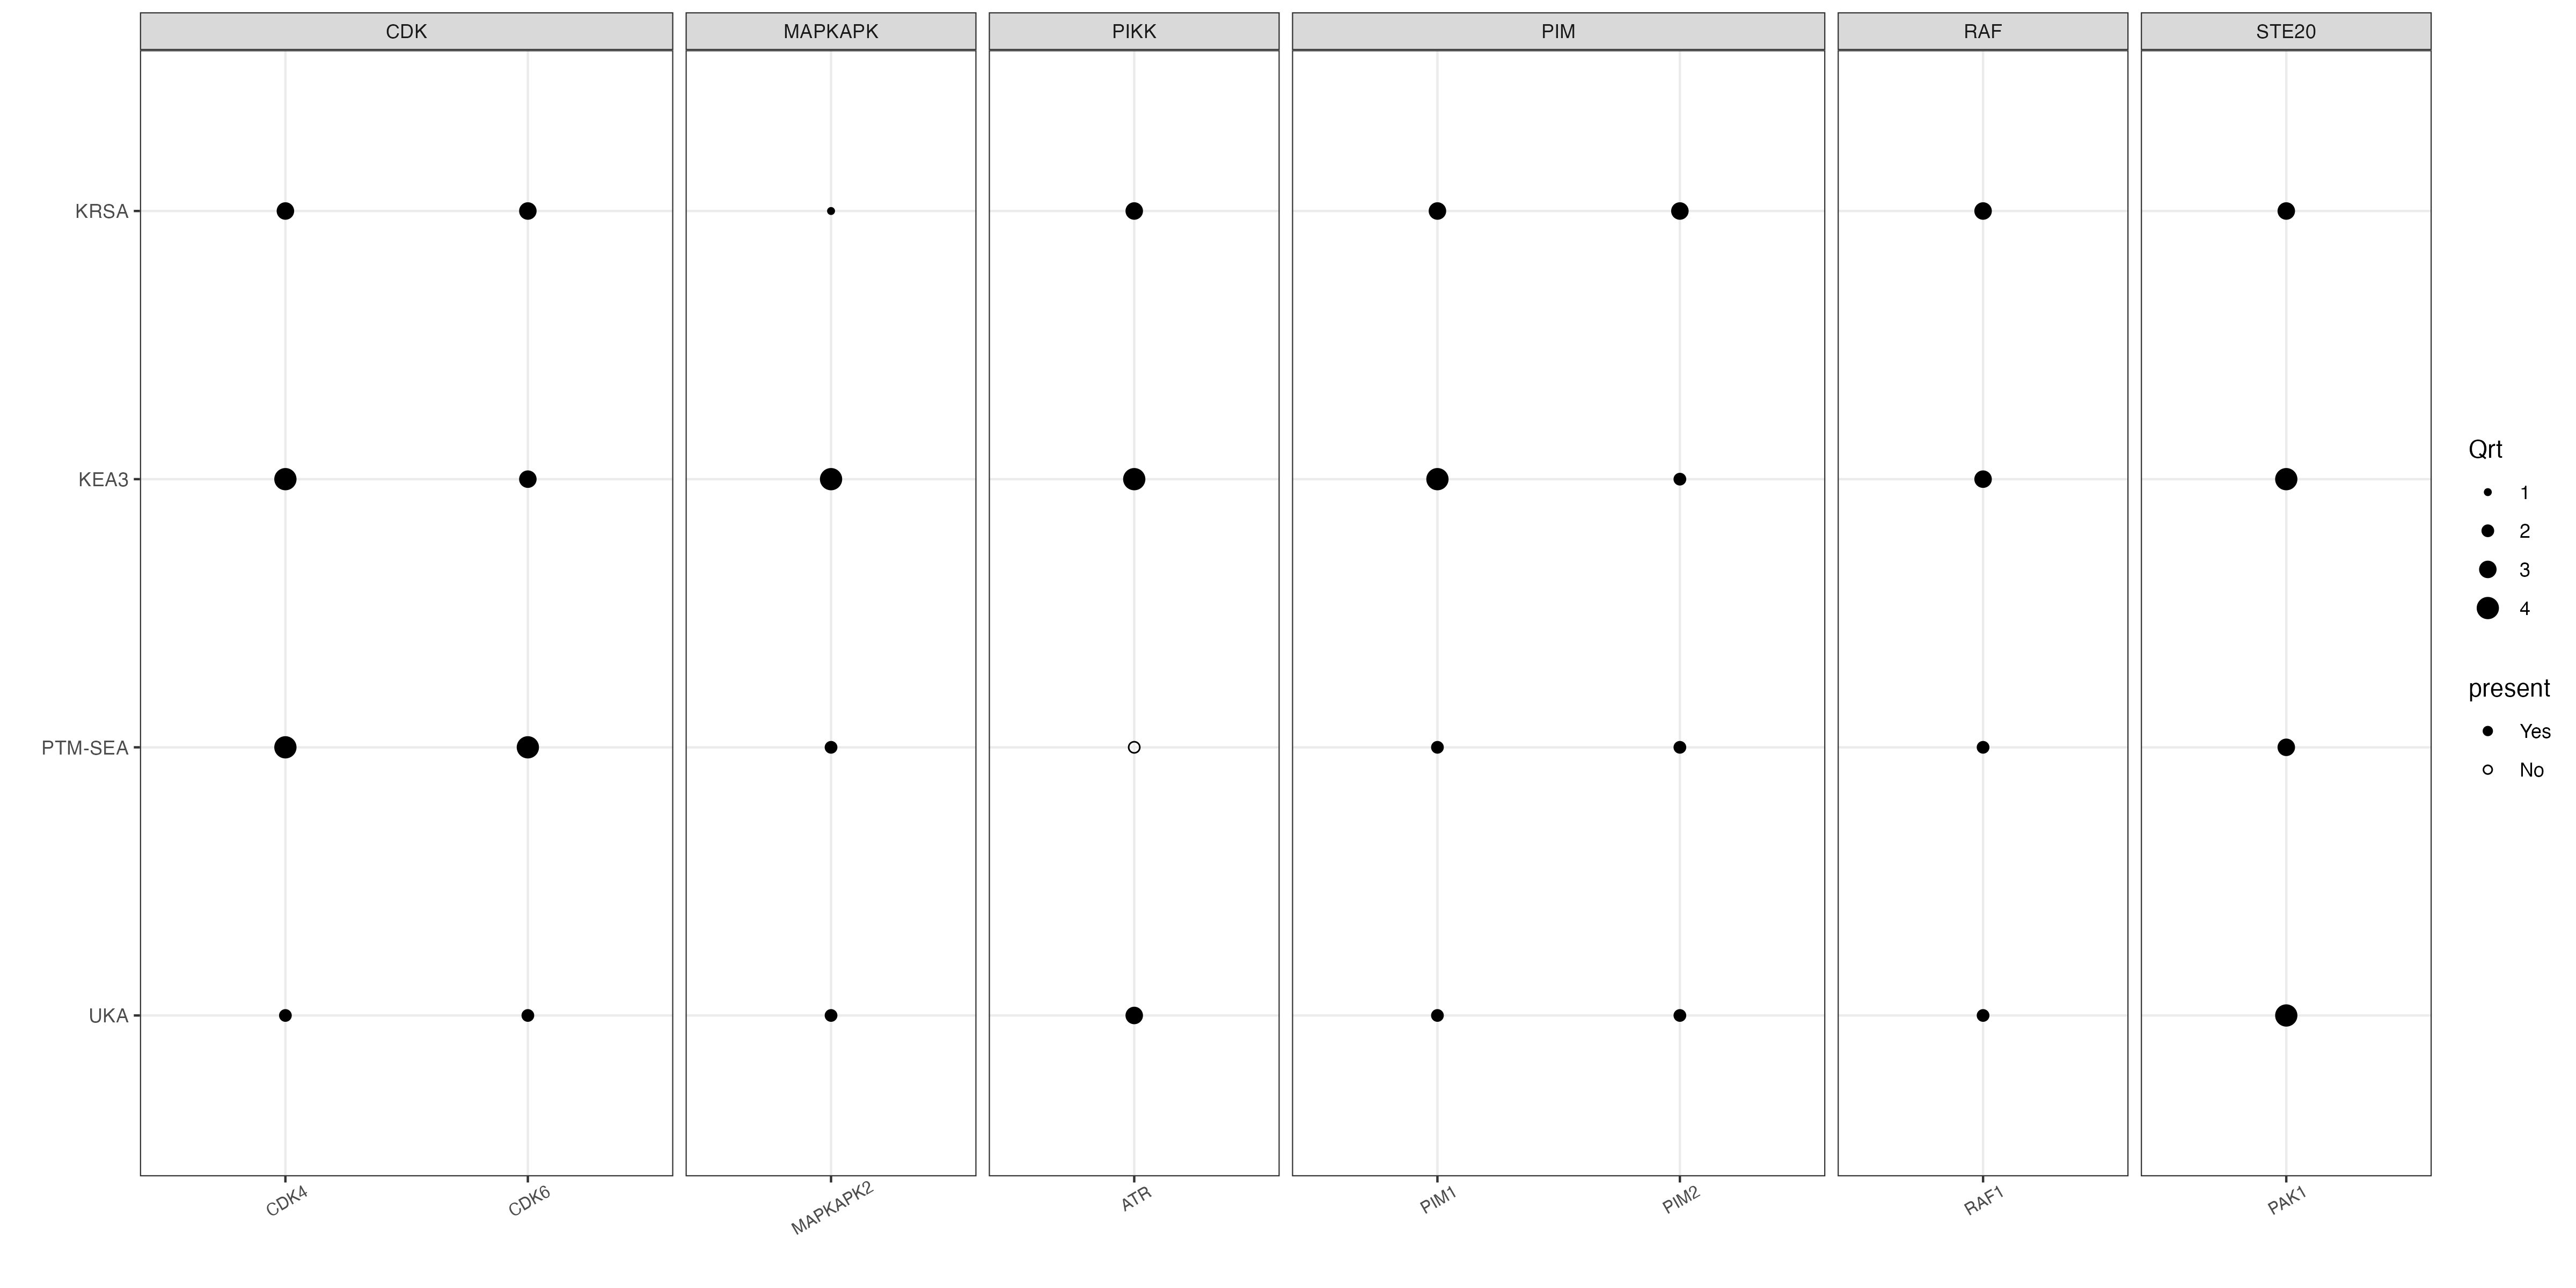 CDK MAPKAPK PIKK PIM RAF STE20
KRSA
KEA3
PTM-SEA
UKA
CDK4 CDK6 MAPKAPK2 ATR PIM1 PIM2 RAF1 PAK1
Qrt
1
2
3
4
present
Yes
No